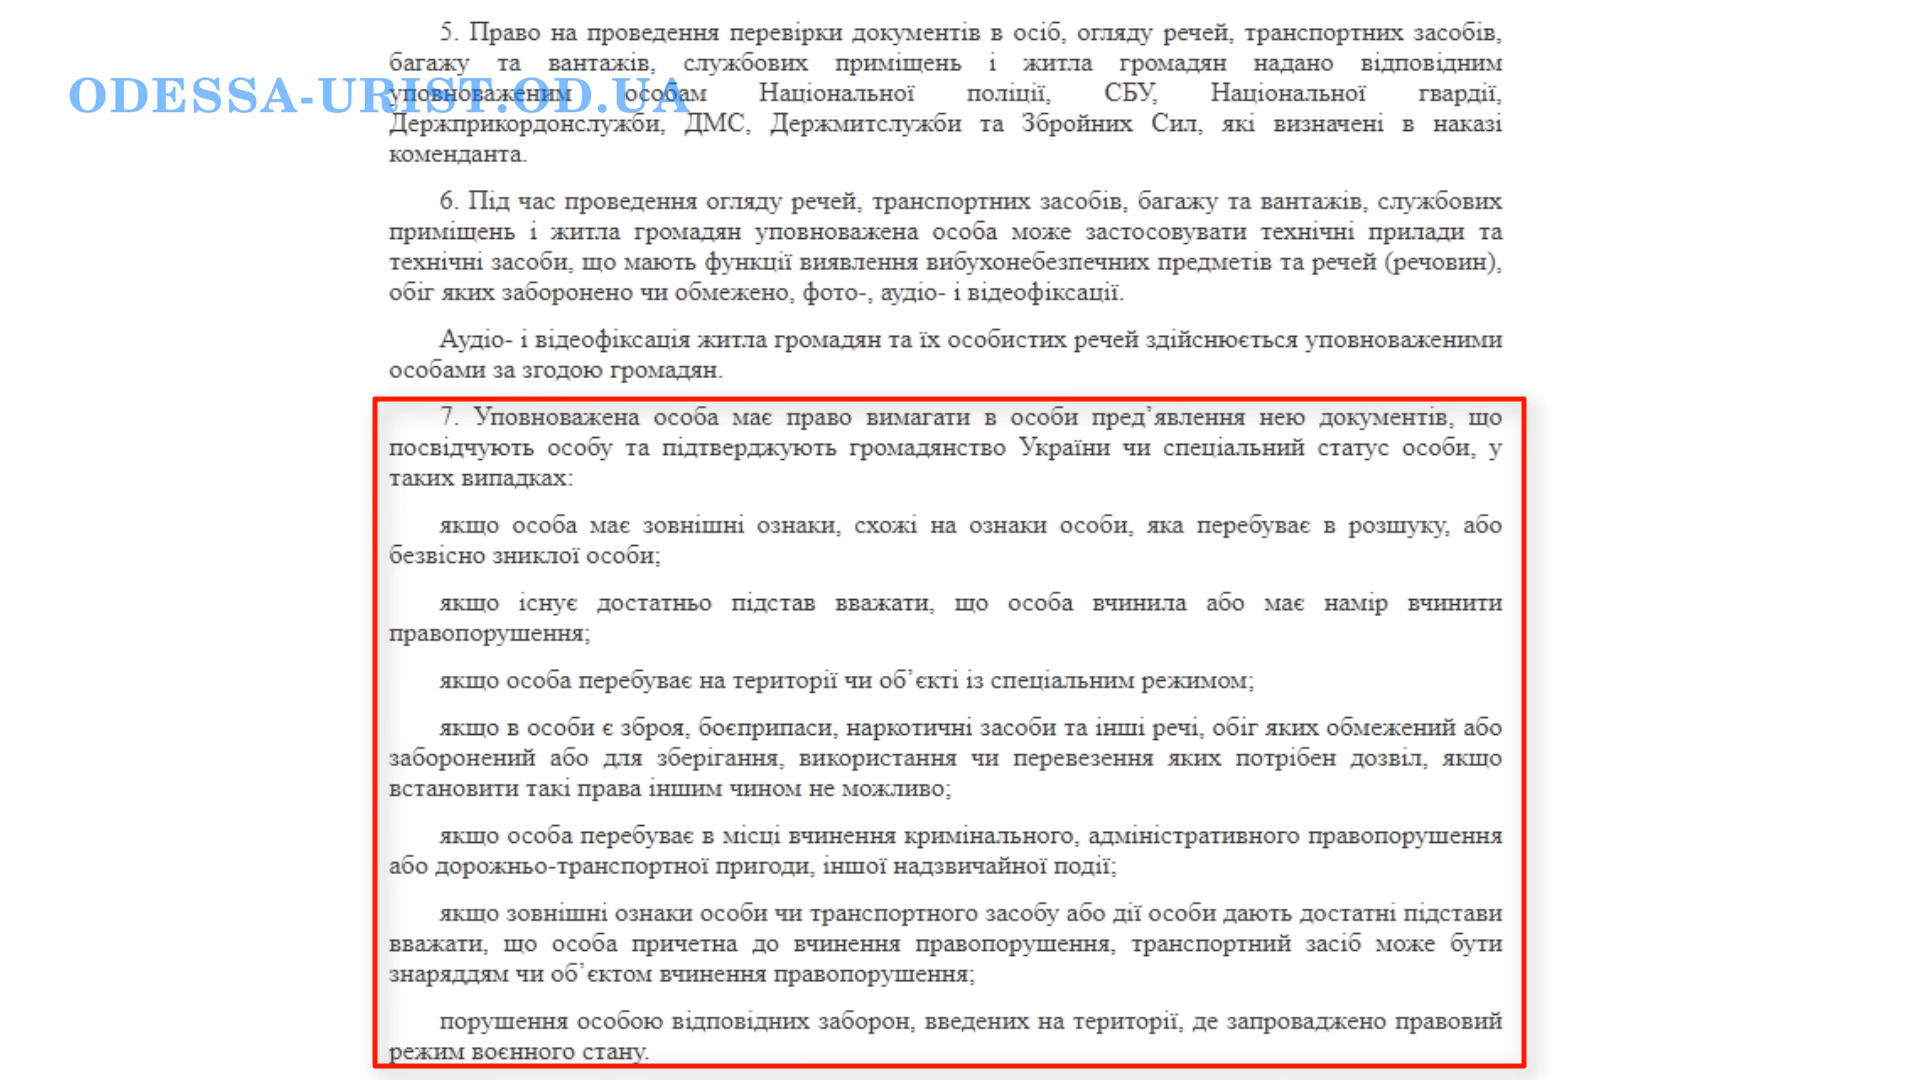 5. Право на проведення перевірки документів в осіб, огляду речей, транспортних засобів,
багажу та вантажів, службових приміщень і житла громадян надано відповідним
ODESSA-URIST.OD.UA
уповноваженим особам Національної поліції, СБУ, Національної гвардії,
Держприкордонслужби, ДМС, Держмитслужби та Збройних Сил, які визначені в наказі
коменданта.
6. Під час проведення огляду речей, транспортних засобів, багажу та вантажів, службових
приміщень і житла громадян уповноважена особа може застосовувати технічні прилади та
технічні засоби, що мають функції виявлення вибухонебезпечних предметів та речей (речовин),
обіг яких заборонено чи обмежено, фото-, аудіо- і відеофіксації.
Аудіо- і відеофіксація житла громадян та їх особистих речей здійснюється уповноваженими
особами за згодою громадян.
7. Уповноважена особа має право вимагати в особи пред’явлення нею документів, що
посвідчують особу та підтверджують громадянство України чи спеціальний статус особи, у
таких випадках:
якщо особа має зовнішні ознаки, схожі на ознаки особи, яка перебуває в розшуку, або
безвісно зниклої особи;
якщо існує достатньо підстав вважати, що особа вчинила або має намір вчинити
правопорушення;
якщо особа перебуває на території чи об’єкті із спеціальним режимом;
якщо в особи є зброя, боєприпаси, наркотичні засоби та інші речі, обіг яких обмежений або
заборонений або для зберігання, використання чи перевезення яких потрібен дозвіл, якщо
встановити такі права іншим чином не можливо;
якщо особа перебуває в місці вчинення кримінального, адміністративного правопорушення
або дорожньо-транспортної пригоди, іншої надзвичайної події;
якщо зовнішні ознаки особи чи транспортного засобу або дії особи дають достатні підстави
вважати, що особа причетна до вчинення правопорушення, транспортний засіб може бути
знаряддям чи об’єктом вчинення правопорушення;
порушення особою відповідних заборон, введених на території, де запроваджено правовий
режим воєнного стану.